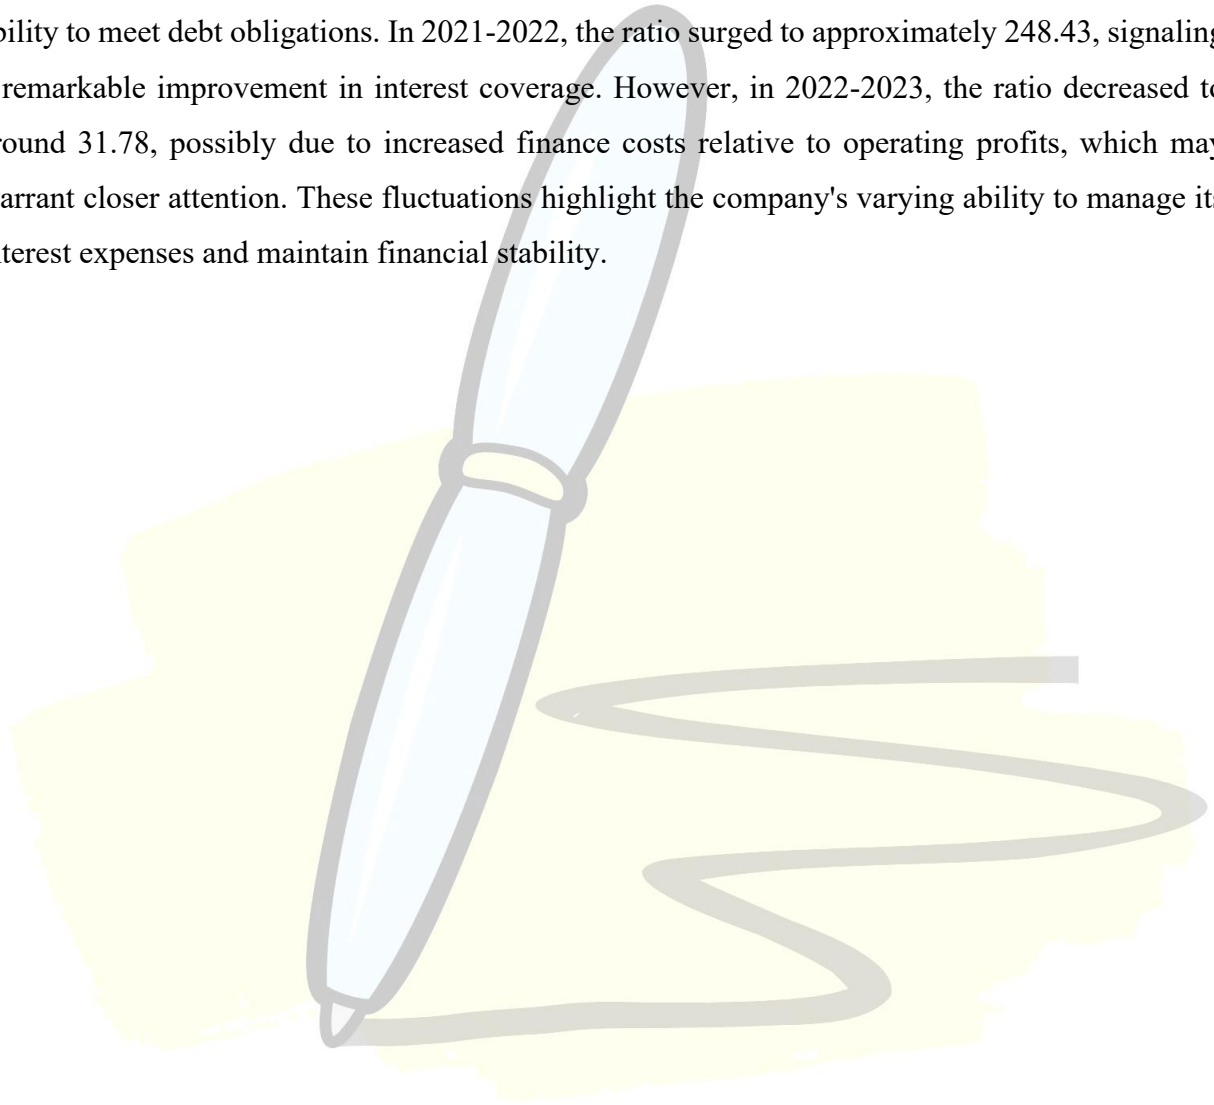 bility to meet debt obligations. In 2021-2022, the ratio surged to approximately 248.43, signaling
remarkable improvement in interest coverage. However, in 2022-2023, the ratio decreased to
round 31.78, possibly due to increased finance costs relative to operating profits, which may
arrant closer attention. These fluctuations highlight the company's varying ability to manage its
terest expenses and maintain financial stability.